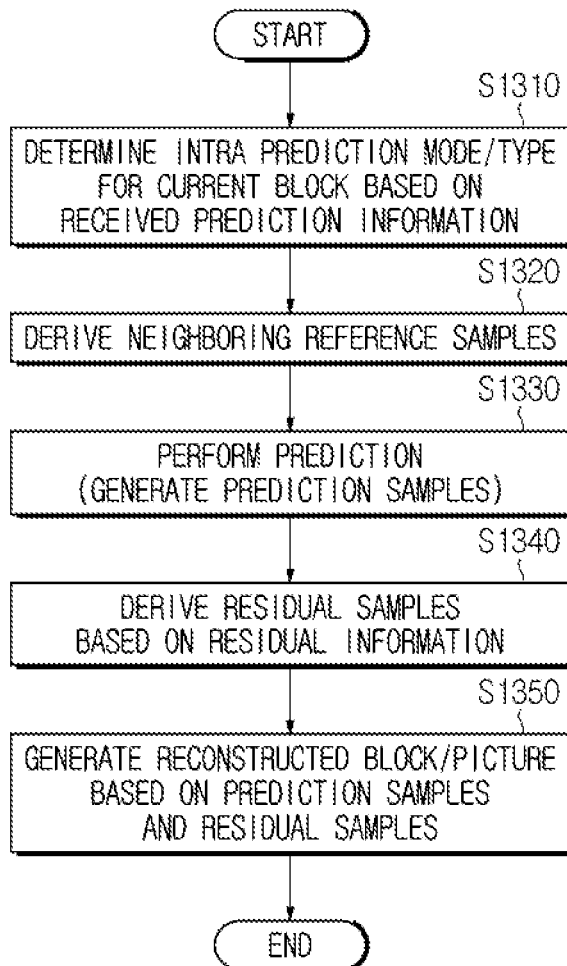 START
S1310
DETERMINE INTRA PREDICTION MODE/TYPE
FOR CURRENT BLOCK BASED ON
RECEIVED PREDICTION INFORMATION
S1320
DERIVE NEIGHBORING REFERENCE SAMPLES
S1330
PERFORM PREDICTION
(GENERATE PREDICTION SAMPLES)
S1340
DERIVE RESIDUAL SAMPLES
BASED ON RESIDUAL INFORMATION
S1350
GENERATE RECONSTRUCTED BLOCK/PICTURE
BASED ON PREDICTION SAMPLES
AND RESIDUAL SAMPLES
END